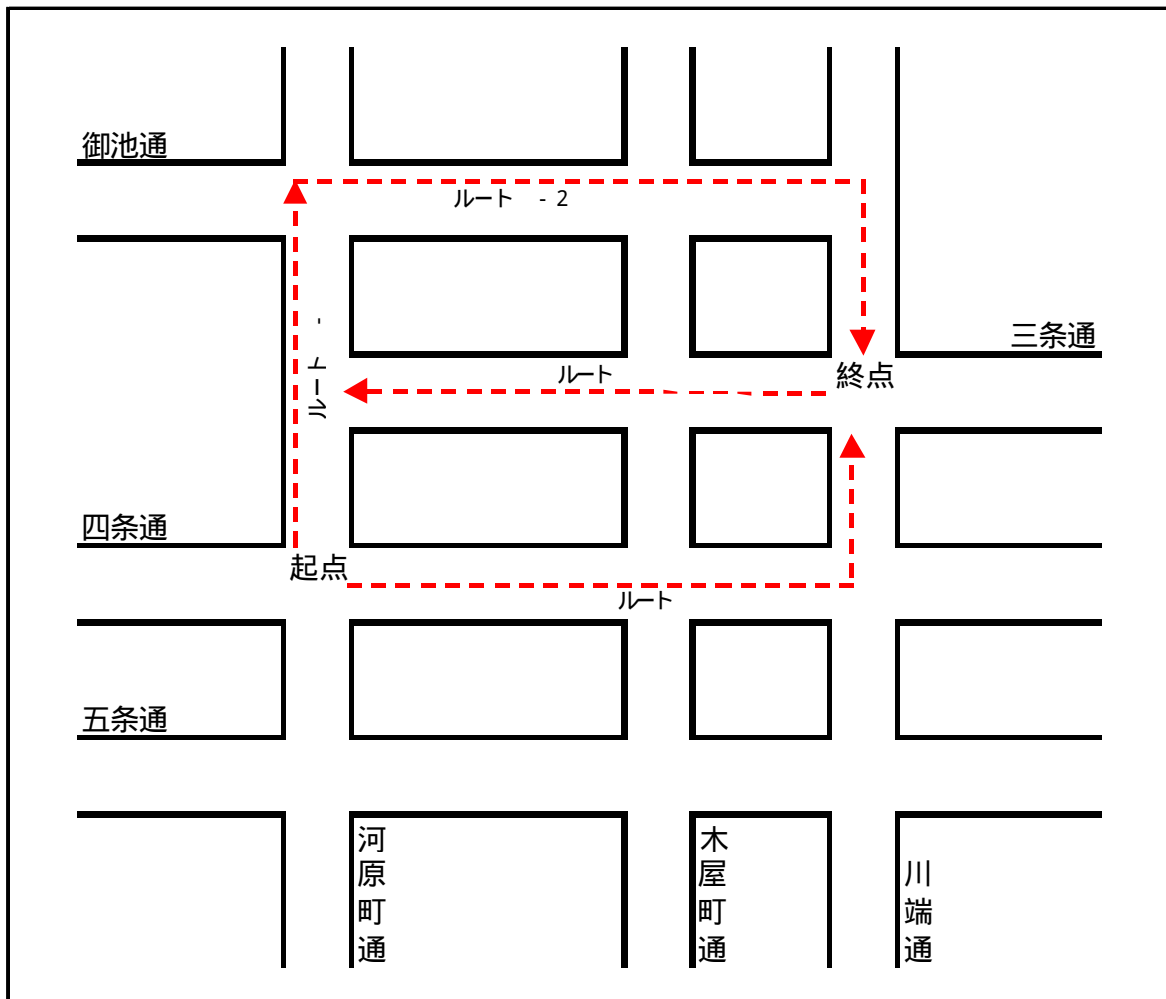 御池通
ルート - 2
ルート -
三条通
ルート
終点
四条通
起点
ルート
五条通
河原町通
木屋町通
川端通